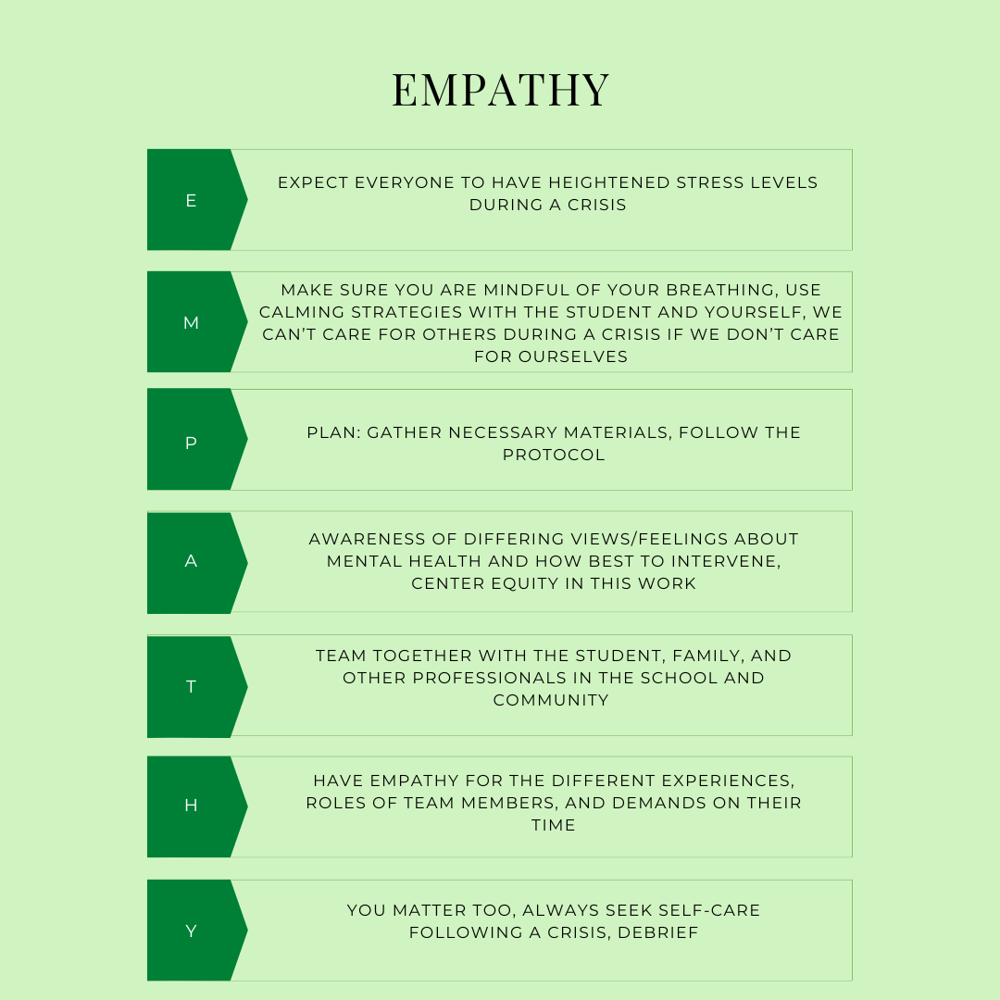 EMPATHY
E
EXPECT EVERYONE TO HAVE HEIGHTENED STRESS LEVELS
DURING A CRISIS
M
MAKE SURE YOU ARE MINDFUL OF YOUR BREATHING, USE
CALMING STRATEGIES WITH THE STUDENT AND YOURSELF, WE
CAN’T CARE FOR OTHERS DURING A CRISIS IF WE DON’T CARE
FOR OURSELVES
P
PLAN: GATHER NECESSARY MATERIALS, FOLLOW THE
PROTOCOL
A
AWARENESS OF DIFFERING VIEWS/FEELINGS ABOUT
MENTAL HEALTH AND HOW BEST TO INTERVENE,
CENTER EQUITY IN THIS WORK
T
TEAM TOGETHER WITH THE STUDENT, FAMILY, AND
OTHER PROFESSIONALS IN THE SCHOOL AND
COMMUNITY
H
HAVE EMPATHY FOR THE DIFFERENT EXPERIENCES,
ROLES OF TEAM MEMBERS, AND DEMANDS ON THEIR
TIME
Y
YOU MATTER TOO, ALWAYS SEEK SELF-CARE
FOLLOWING A CRISIS, DEBRIEF